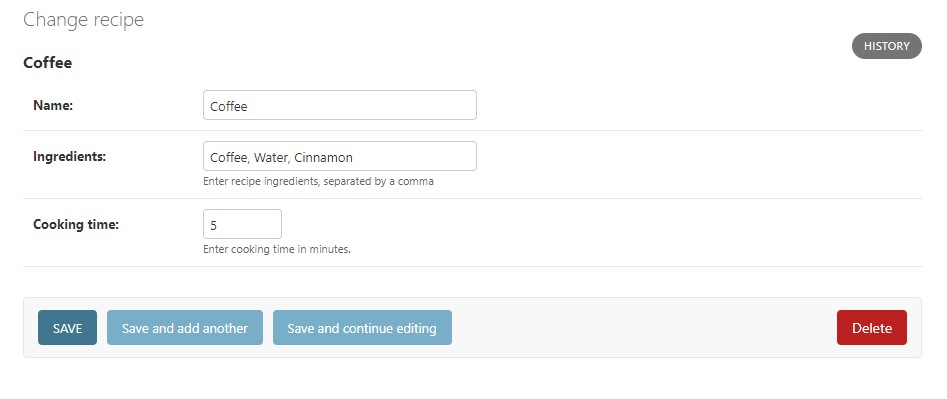 Change recipe
HISTORY
Coffee
Name:
Coffee
Ingredients:
Coffee, Water, Cinnamon
Enter recipe ingredients, separated by a comma
Cooking time:
5
Enter cooking time in minutes.
SAVE
Save and add another
Save and continue editing
Delete